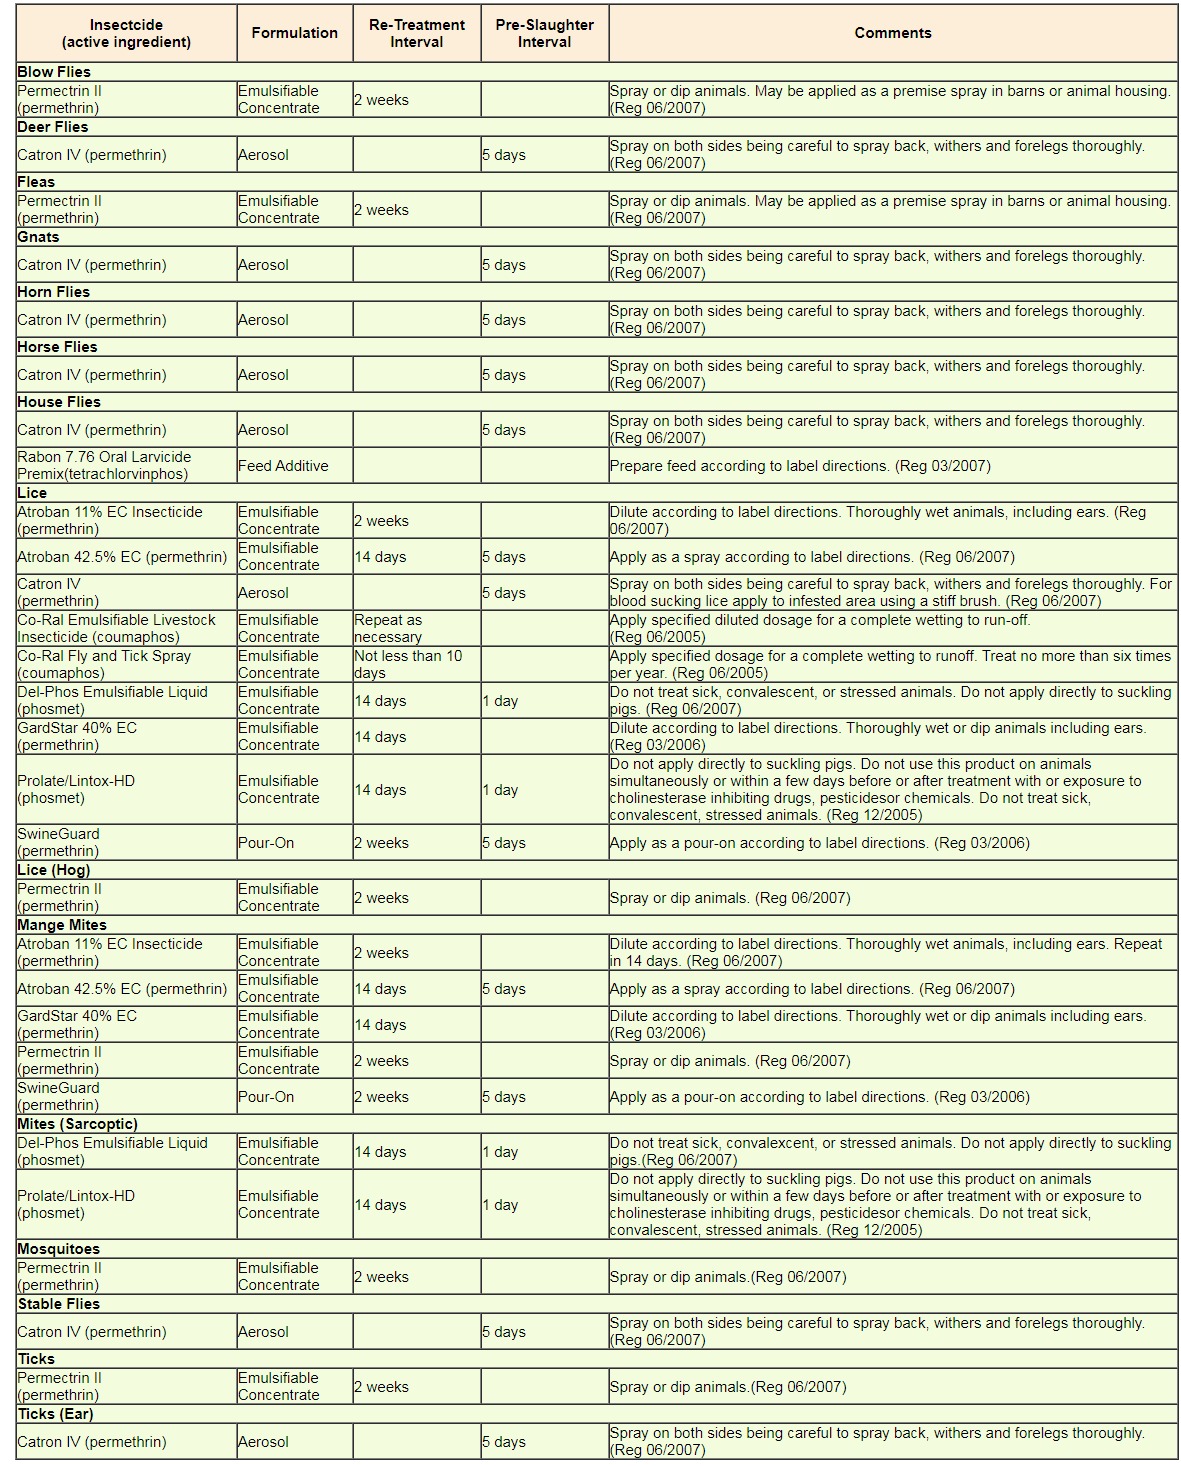 Insectcide
(active ingredient)
Formulation
Re-Treatment
Interval
Pre-Slaughter
Interval
Comments
Blow Flies
Permectrin II
(permethrin)
Emulsifiable
Concentrate
2 weeks
Spray or dip animals. May be applied as a premise spray in barns or animal housing.
(Reg 06/2007)
Deer Flies
Catron IV (permethrin)
Aerosol
5 days
Spray on both sides being careful to spray back, withers and forelegs thoroughly.
(Reg 06/2007)
Fleas
Permectrin II
(permethrin)
Emulsifiable
Concentrate
2 weeks
Spray or dip animals. May be applied as a premise spray in barns or animal housing.
(Reg 06/2007)
Gnats
Catron IV (permethrin)
Aerosol
5 days
Spray on both sides being careful to spray back, withers and forelegs thoroughly.
(Reg 06/2007)
Horn Flies
Catron IV (permethrin)
Aerosol
5 days
Spray on both sides being careful to spray back, withers and forelegs thoroughly.
(Reg 06/2007)
Horse Flies
Catron IV (permethrin)
Aerosol
5 days
Spray on both sides being careful to spray back, withers and forelegs thoroughly.
(Reg 06/2007)
House Flies
Catron IV (permethrin)
Aerosol
5 days
Spray on both sides being careful to spray back, withers and forelegs thoroughly.
(Reg 06/2007)
Rabon 7.76 Oral Larvicide
Premix(tetrachlorvinphos)
Feed Additive
Prepare feed according to label directions. (Reg 03/2007)
Lice
Atroban 11% EC Insecticide
(permethrin)
Emulsifiable
Concentrate
2 weeks
Dilute according to label directions. Thoroughly wet animals, including ears. (Reg
06/2007)
Atroban 42.5% EC (permethrin)
Emulsifiable
Concentrate
14 days
5 days
Apply as a spray according to label directions. (Reg 06/2007)
Catron IV
(permethrin)
Aerosol
5 days
Spray on both sides being careful to spray back, withers and forelegs thoroughly. For
blood sucking lice apply to infested area using a stiff brush. (Reg 06/2007)
Co-Ral Emulsifiable Livestock
Insecticide (coumaphos)
Emulsifiable
Concentrate
Repeat as
necessary
Apply specified diluted dosage for a complete wetting to run-off.
(Reg 06/2005)
Co-Ral Fly and Tick Spray
(coumaphos)
Emulsifiable
Concentrate
Not less than 10
days
Apply specified dosage for a complete wetting to runoff. Treat no more than six times
per year. (Reg 06/2005)
Del-Phos Emulsifiable Liquid
(phosmet)
Emulsifiable
Concentrate
14 days
1 day
Do not treat sick, convalescent, or stressed animals. Do not apply directly to suckling
pigs. (Reg 06/2007)
GardStar 40% EC
(permethrin)
Emulsifiable
Concentrate
14 days
Dilute according to label directions. Thoroughly wet or dip animals including ears.
(Reg 03/2006)
Prolate/Lintox-HD
(phosmet)
Emulsifiable
Concentrate
14 days
1 day
Do not apply directly to suckling pigs. Do not use this product on animals
simultaneously or within a few days before or after treatment with or exposure to
cholinesterase inhibiting drugs, pesticidesor chemicals. Do not treat sick,
convalescent, stressed animals. (Reg 12/2005)
SwineGuard
(permethrin)
Pour-On
2 weeks
5 days
Apply as a pour-on according to label directions. (Reg 03/2006)
Lice (Hog)
Permectrin II
(permethrin)
Emulsifiable
Concentrate
2 weeks
Spray or dip animals. (Reg 06/2007)
Mange Mites
Atroban 11% EC Insecticide
(permethrin)
Emulsifiable
Concentrate
2 weeks
Dilute according to label directions. Thoroughly wet animals, including ears. Repeat
in 14 days. (Reg 06/2007)
Atroban 42.5% EC (permethrin)
Emulsifiable
Concentrate
14 days
5 days
Apply as a spray according to label directions. (Reg 06/2007)
GardStar 40% EC
(permethrin)
Emulsifiable
Concentrate
14 days
Dilute according to label directions. Thoroughly wet or dip animals including ears.
(Reg 03/2006)
Permectrin II
(permethrin)
Emulsifiable
Concentrate
2 weeks
Spray or dip animals. (Reg 06/2007)
SwineGuard
(permethrin)
Pour-On
2 weeks
5 days
Apply as a pour-on according to label directions. (Reg 03/2006)
Mites (Sarcoptic)
Del-Phos Emulsifiable Liquid
(phosmet)
Emulsifiable
Concentrate
14 days
1 day
Do not treat sick, convalexcent, or stressed animals. Do not apply directly to suckling
pigs.(Reg 06/2007)
Prolate/Lintox-HD
(phosmet)
Emulsifiable
Concentrate
14 days
1 day
Do not apply directly to suckling pigs. Do not use this product on animals
simultaneously or within a few days before or after treatment with or exposure to
cholinesterase inhibiting drugs, pesticidesor chemicals. Do not treat sick,
convalescent, stressed animals. (Reg 12/2005)
Mosquitoes
Permectrin II
(permethrin)
Emulsifiable
Concentrate
2 weeks
Spray or dip animals.(Reg 06/2007)
Stable Flies
Catron IV (permethrin)
Aerosol
5 days
Spray on both sides being careful to spray back, withers and forelegs thoroughly.
(Reg 06/2007)
Ticks
Permectrin II
(permethrin)
Emulsifiable
Concentrate
2 weeks
Spray or dip animals.(Reg 06/2007)
Ticks (Ear)
Catron IV (permethrin)
Aerosol
5 days
Spray on both sides being careful to spray back, withers and forelegs thoroughly.
(Reg 06/2007)